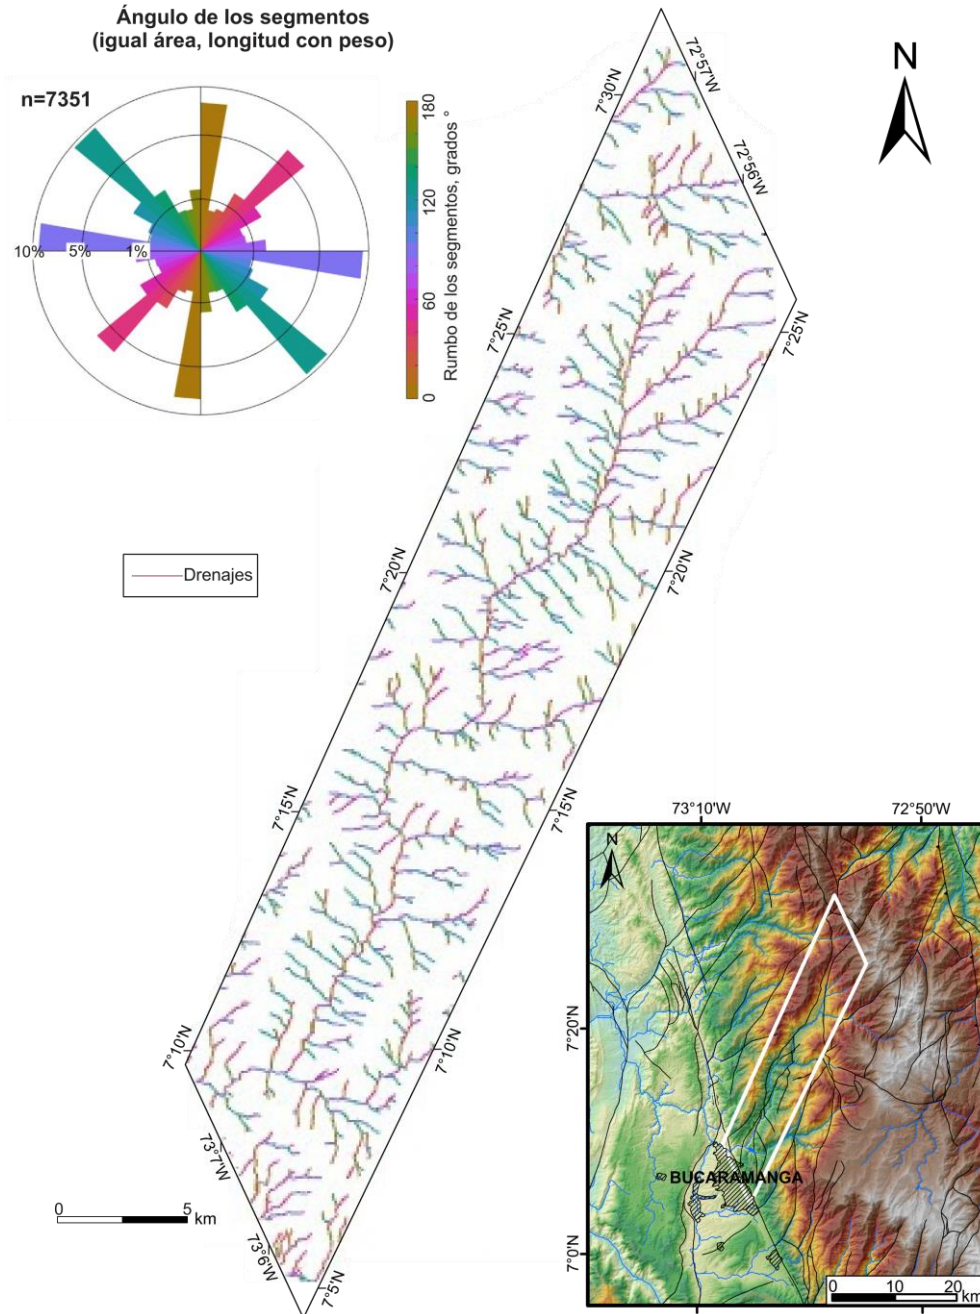 Ángulo de los segmentos
(igual área, longitud con peso)
n=7351
10%
5%
1%
180
120
60
0
Rumbo de los segmentos, grados °
N
72°57'W
7°30'N
72°56'W
7°25'N
7°25'N
7°20'N
7°20'N
Drenajes
7°15'N
7°15'N
7°10'N
7°10'N
73°7'W
73°6'W
7°5'N
0 5
km
73°10'W 72°50'W
N
7°20'N
BUCARAMANGA
7°0'N
0 10 20
km